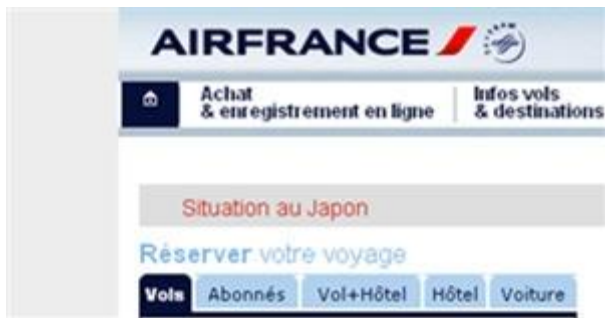 AIRFRANCE
Achat
& enregistrement en ligne
Infos vols
& destinations
Situation au Japon
Réserver votre voyage
Vols Abonnés Vol+Hôtel Hôtel Voiture